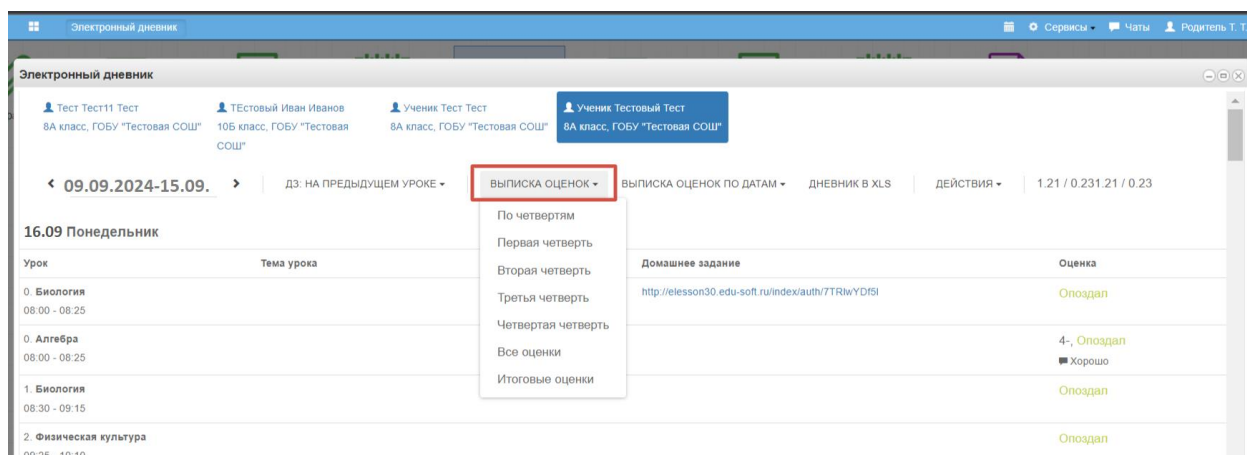 Электронный дневник
Сервисы
Чаты
Родитель Т. Т
Электронный дневник
Тест Тест11 Тест
8А класс, ГОБУ "Тестовая СОШ"
ТЕстовый Иван Иванов
10Б класс, ГОБУ "Тестовая
СОШ"
Ученик Тест Тест
8А класс, ГОБУ "Тестовая СОШ"
Ученик Тестовый Тест
8А класс, ГОБУ "Тестовая СОШ"
09.09.2024-15.09.
ДЗ: НА ПРЕДЫДУЩЕМ УРОКЕ
ВЫПИСКА ОЦЕНОК
ВЫПИСКА ОЦЕНОК ПО ДАТАМ
ДНЕВНИК В XLS
ДЕЙСТВИЯ
1.21 / 0.231.21 / 0.23
По четвертям
Первая четверть
Вторая четверть
Третья четверть
Четвертая четверть
Все оценки
Итоговые оценки
16.09 Понедельник
Урок
Тема урока
Домашнее задание
Оценка
0. Биология
08:00 - 08:25
http://elesson30.edu-soft.ru/index/auth/7TRIwYDf5I
Опоздал
0. Алгебра
08:00 - 08:25
4-, Опоздал
Хорошо
1. Биология
08:30 - 09:15
Опоздал
2. Физическая культура
Опоздал